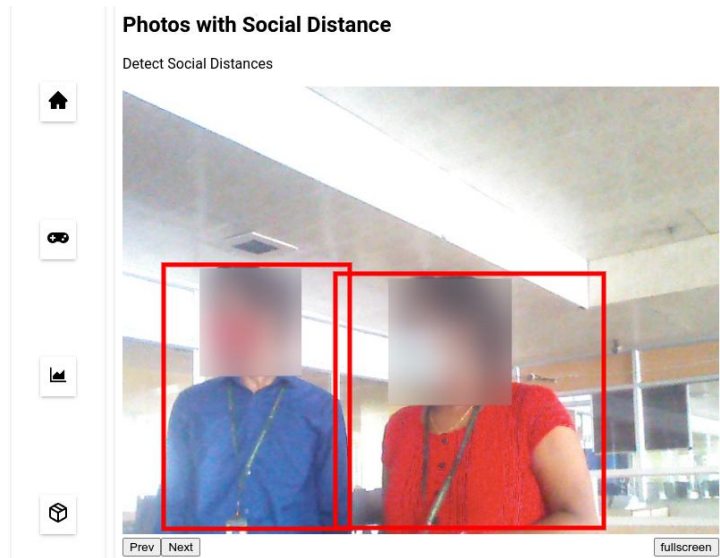 Photos with Social Distance
Detect Social Distances
Prev Next fullscreen